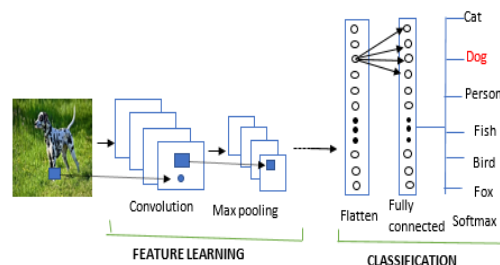 Cat
Dog
Person
Fish
Bird
Fox
Convolution
Max pooling
Flatten
Fully
connected
Softmax
FEATURE LEARNING
CLASSIFICATION